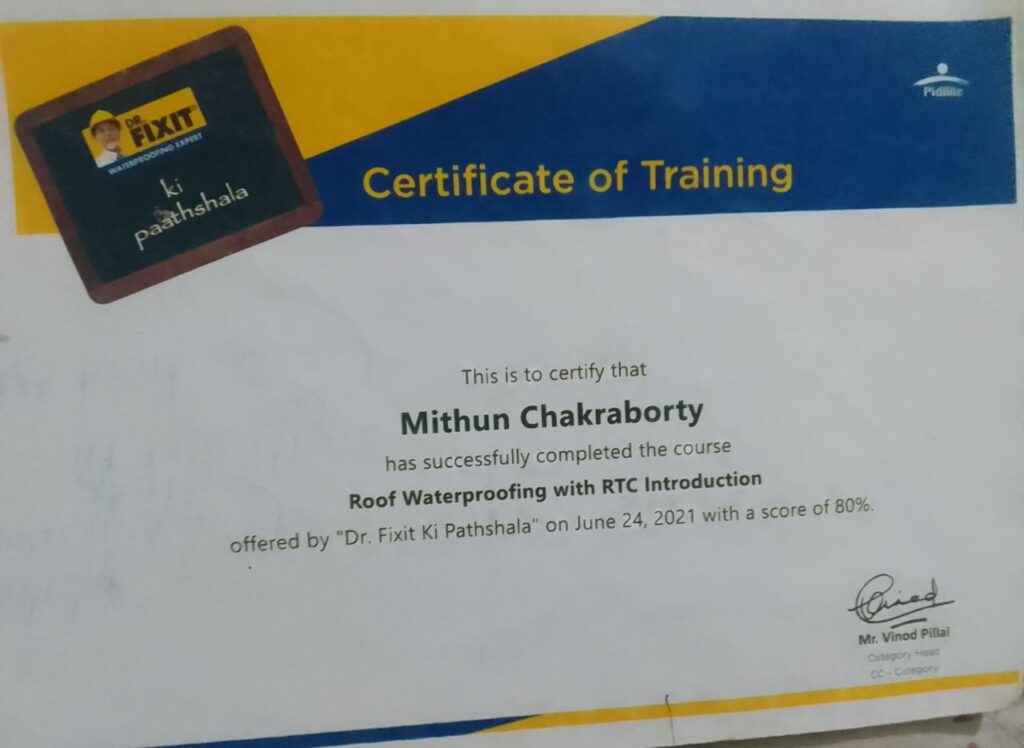 DR. FIXIT
WATERPROOFING EXPERT
ki
paathshala
Pidilite
Certificate of Training
This is to certify that
Mithun Chakraborty
has successfully completed the course
Roof Waterproofing with RTC Introduction
offered by "Dr. Fixit Ki Pathshala" on June 24, 2021 with a score of 80%.
Mr. Vinod Pillai
Category Head
CC - Category